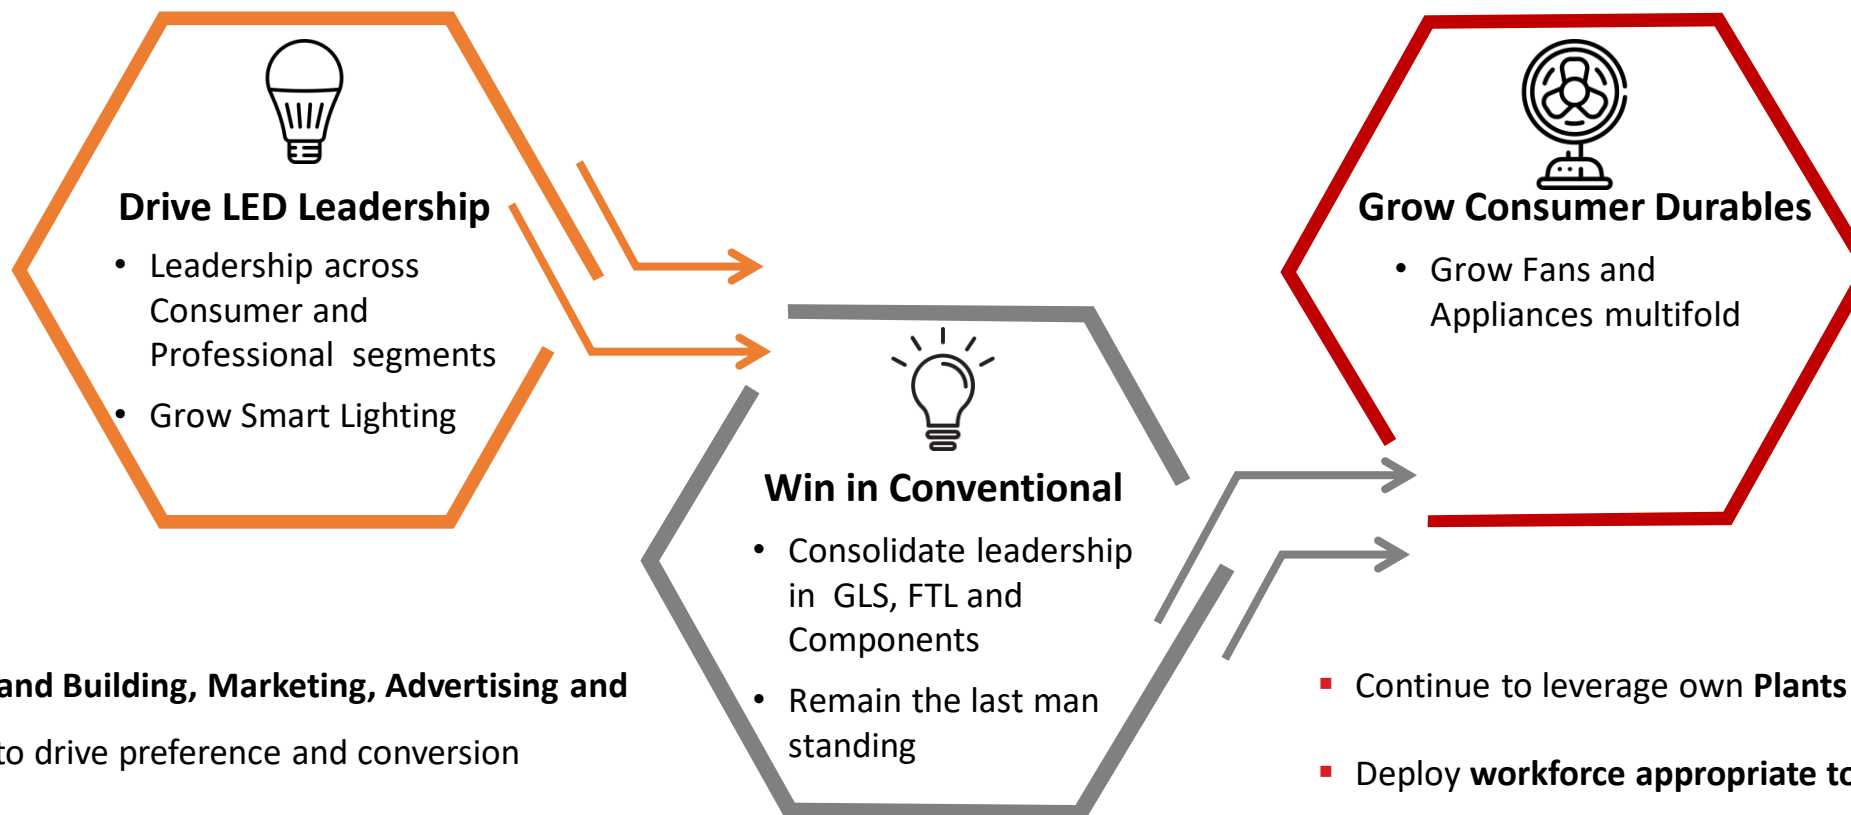 Drive LED Leadership
• Leadership across
Consumer and
Professional segments
• Grow Smart Lighting
Win in Conventional
• Consolidate leadership
in GLS, FTL and
Components
• Remain the last man
standing
Grow Consumer Durables
• Grow Fans and
Appliances multifold
and Building, Marketing, Advertising and
to drive preference and conversion
▪ Continue to leverage own Plants
▪ Deploy workforce appropriate to